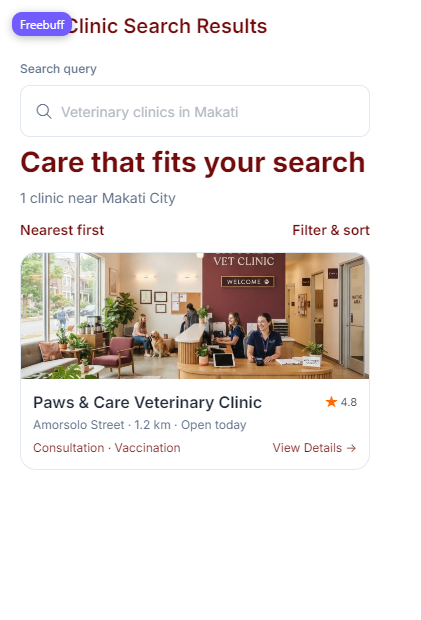 Freebuff
Clinic Search Results
Search query
Veterinary clinics in Makati
Care that fits your search
1 clinic near Makati City
Nearest first
Filter & sort
VET CLINIC
WELCOME
Paws & Care Veterinary Clinic
★ 4.8
Amorsolo Street · 1.2 km · Open today
Consultation · Vaccination
View Details →